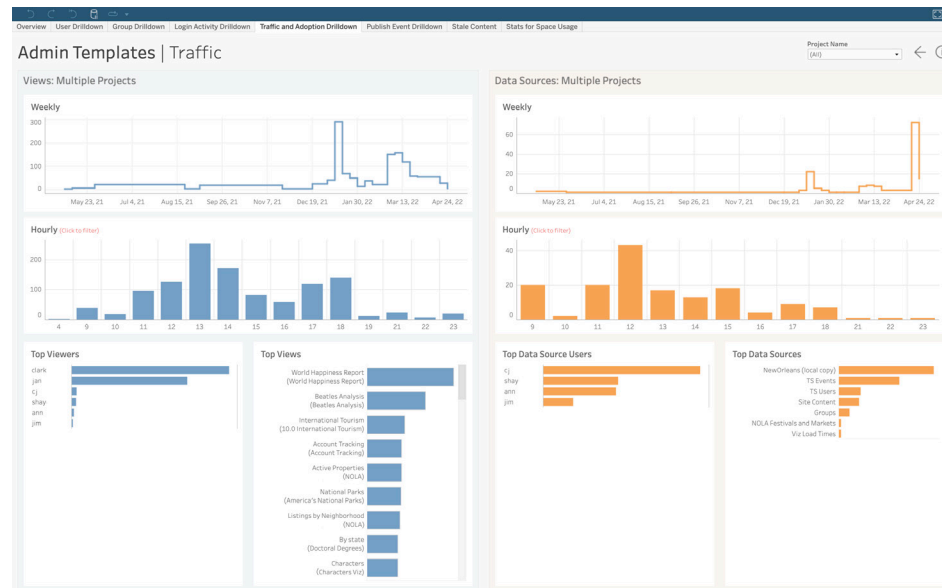 Overview User Drilldown Group Drilldown Login Activity Drilldown Traffic and Adoption Drilldown Publish Event Drilldown Stale Content Stats for Space Usage
Admin Templates | Traffic
Project Name
(All)
Views: Multiple Projects
Weekly
300
200
100
0
May 23, 21 Jul 4, 21 Aug 15, 21 Sep 26, 21 Nov 7, 21 Dec 19, 21 Jan 30, 22 Mar 13, 22 Apr 24, 22
Hourly (Click to filter)
200
100
0
4 9 10 11 12 13 14 15 16 17 18 19 21 22 23
Top Viewers
clark
jan
cj
shay
ann
jim
Top Views
World Happiness Report
(World Happiness Report)
Beatles Analysis
(Beatles Analysis)
International Tourism
(10.0 International Tourism)
Account Tracking
(Account Tracking)
Active Properties
(NOLA)
National Parks
(America's National Parks)
Listings by Neighborhood
(NOLA)
By state
(Doctoral Degrees)
Characters
(Characters Viz)
Data Sources: Multiple Projects
Weekly
60
40
20
0
May 23, 21 Jul 4, 21 Aug 15, 21 Sep 26, 21 Nov 7, 21 Dec 19, 21 Jan 30, 22 Mar 13, 22 Apr 24, 22
Hourly (Click to filter)
40
20
0
9 10 11 12 13 14 15 16 17 18 21 22 23
Top Data Source Users
cj
shay
ann
jim
Top Data Sources
NewOrleans (local copy)
TS Events
TS Users
Site Content
Groups
NOLA Festivals and Markets
Viz Load Times